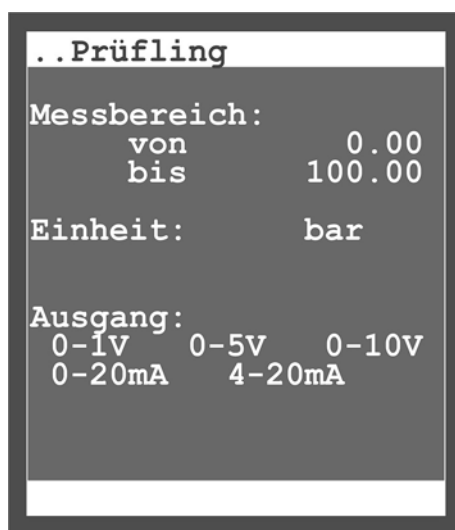 ..Prüfling
Messbereich:
von 0.00
bis 100.00
Einheit: bar
Ausgang:
0-1V 0-5V 0-10V
0-20mA 4-20mA